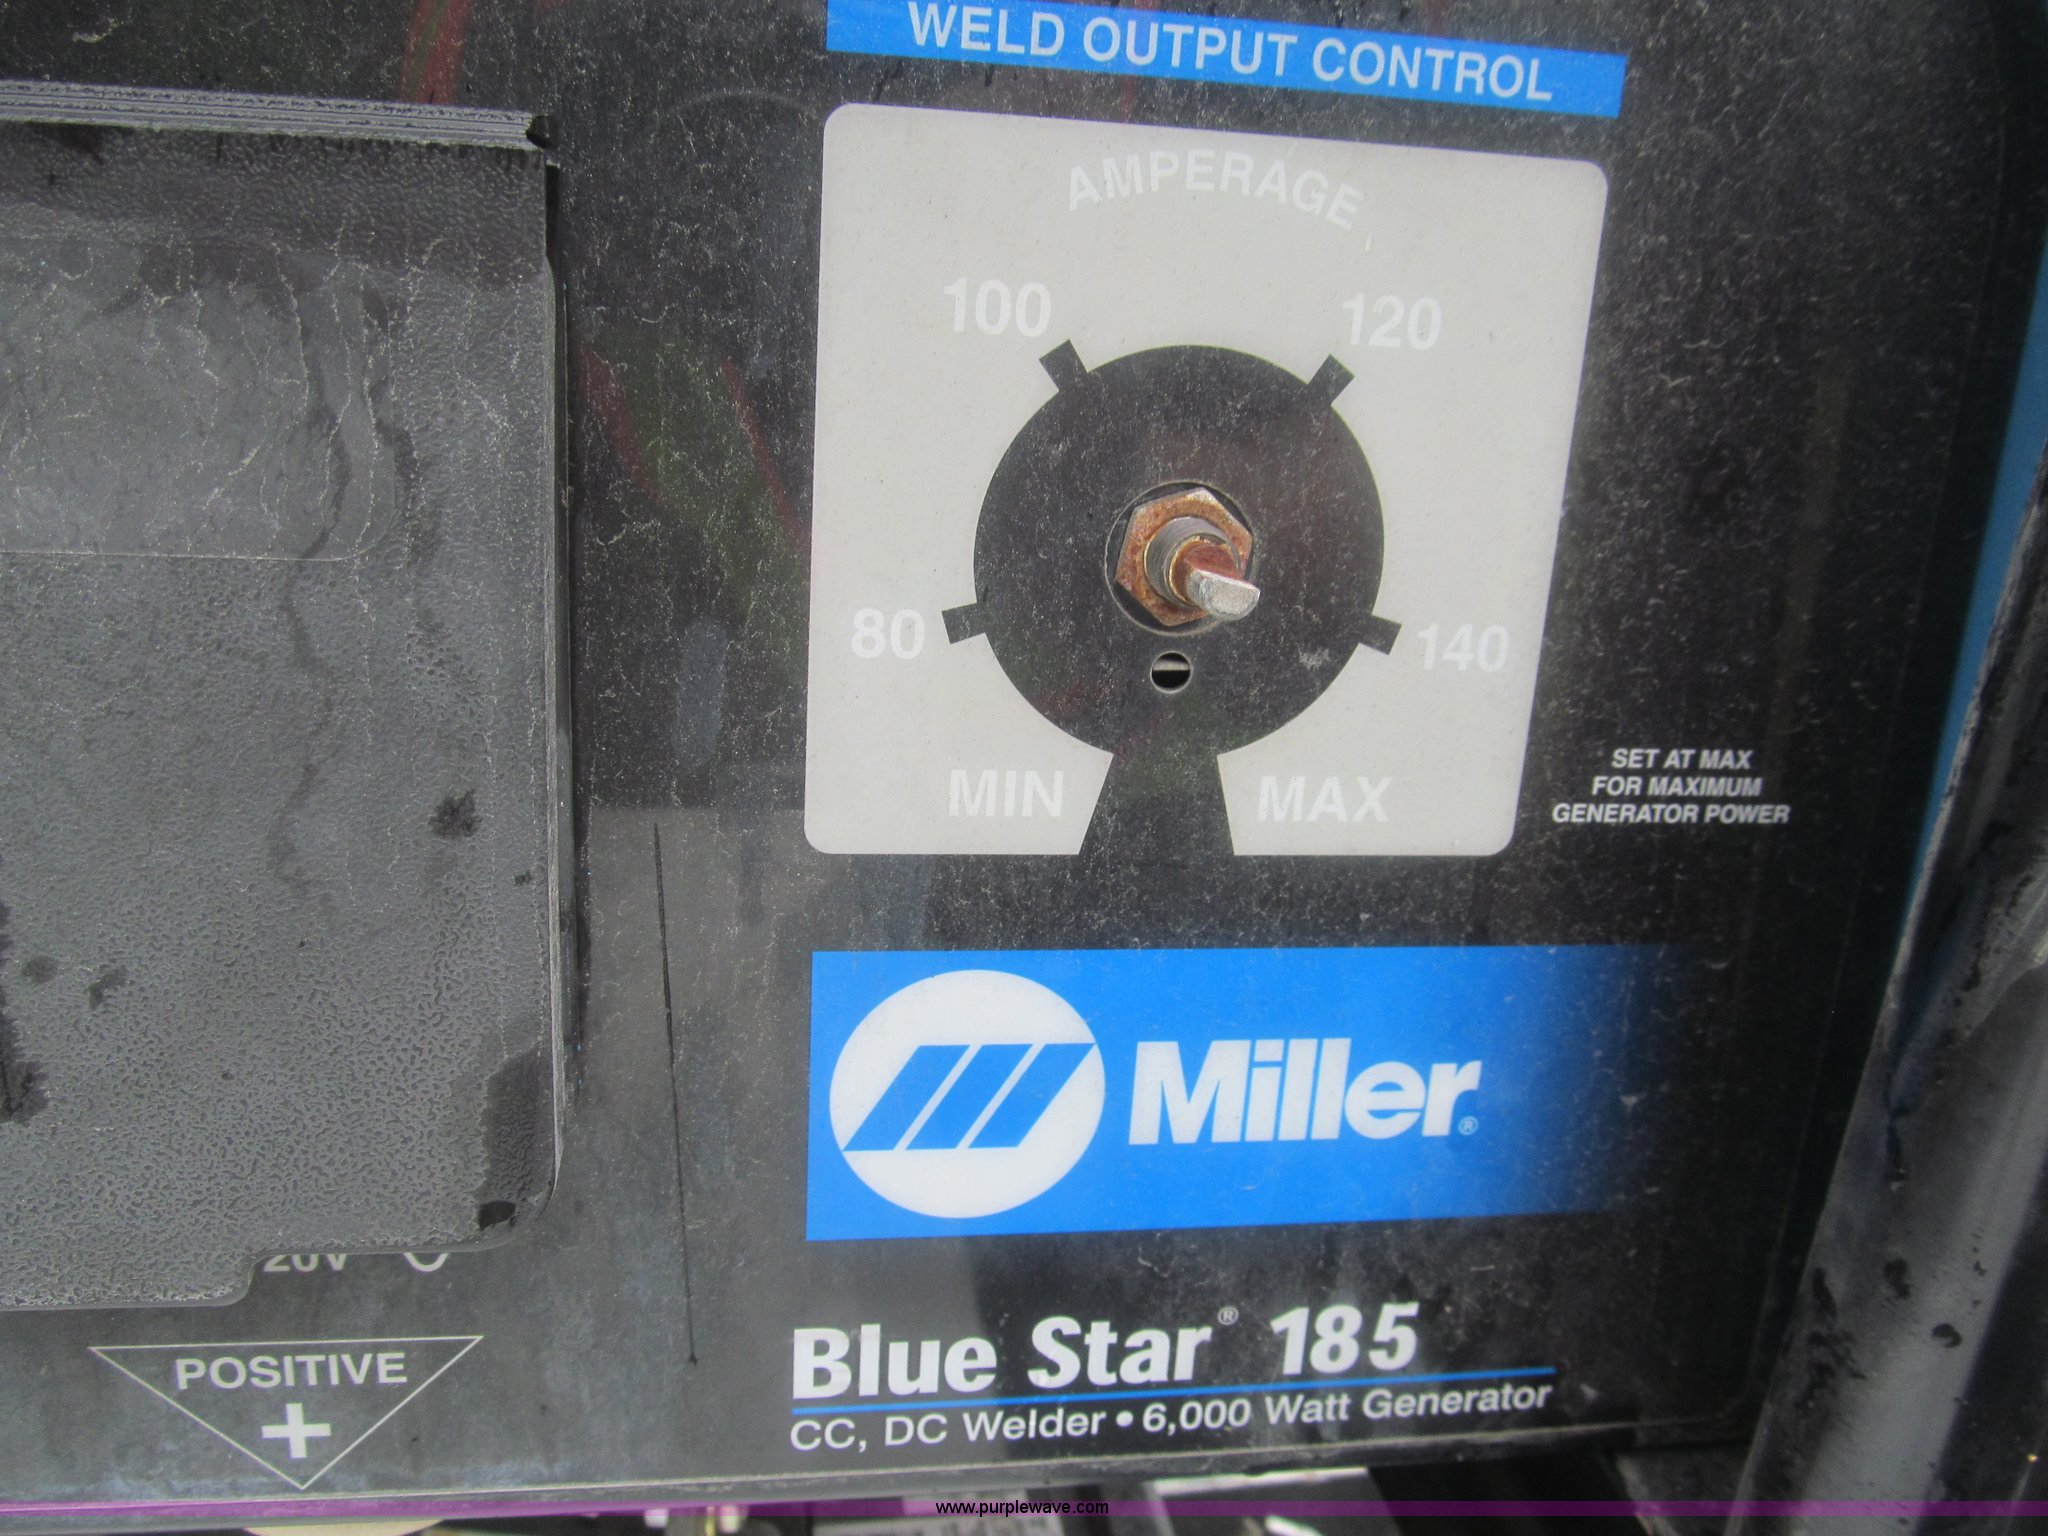 WELD OUTPUT CONTROL
AMPERAGE
100 120
80 140
MIN MAX
SET AT MAX
FOR MAXIMUM
GENERATOR POWER
Miller®
20V
POSITIVE
+
Blue Star® 185
CC, DC Welder • 6,000 Watt Generator
www.purplewave.com